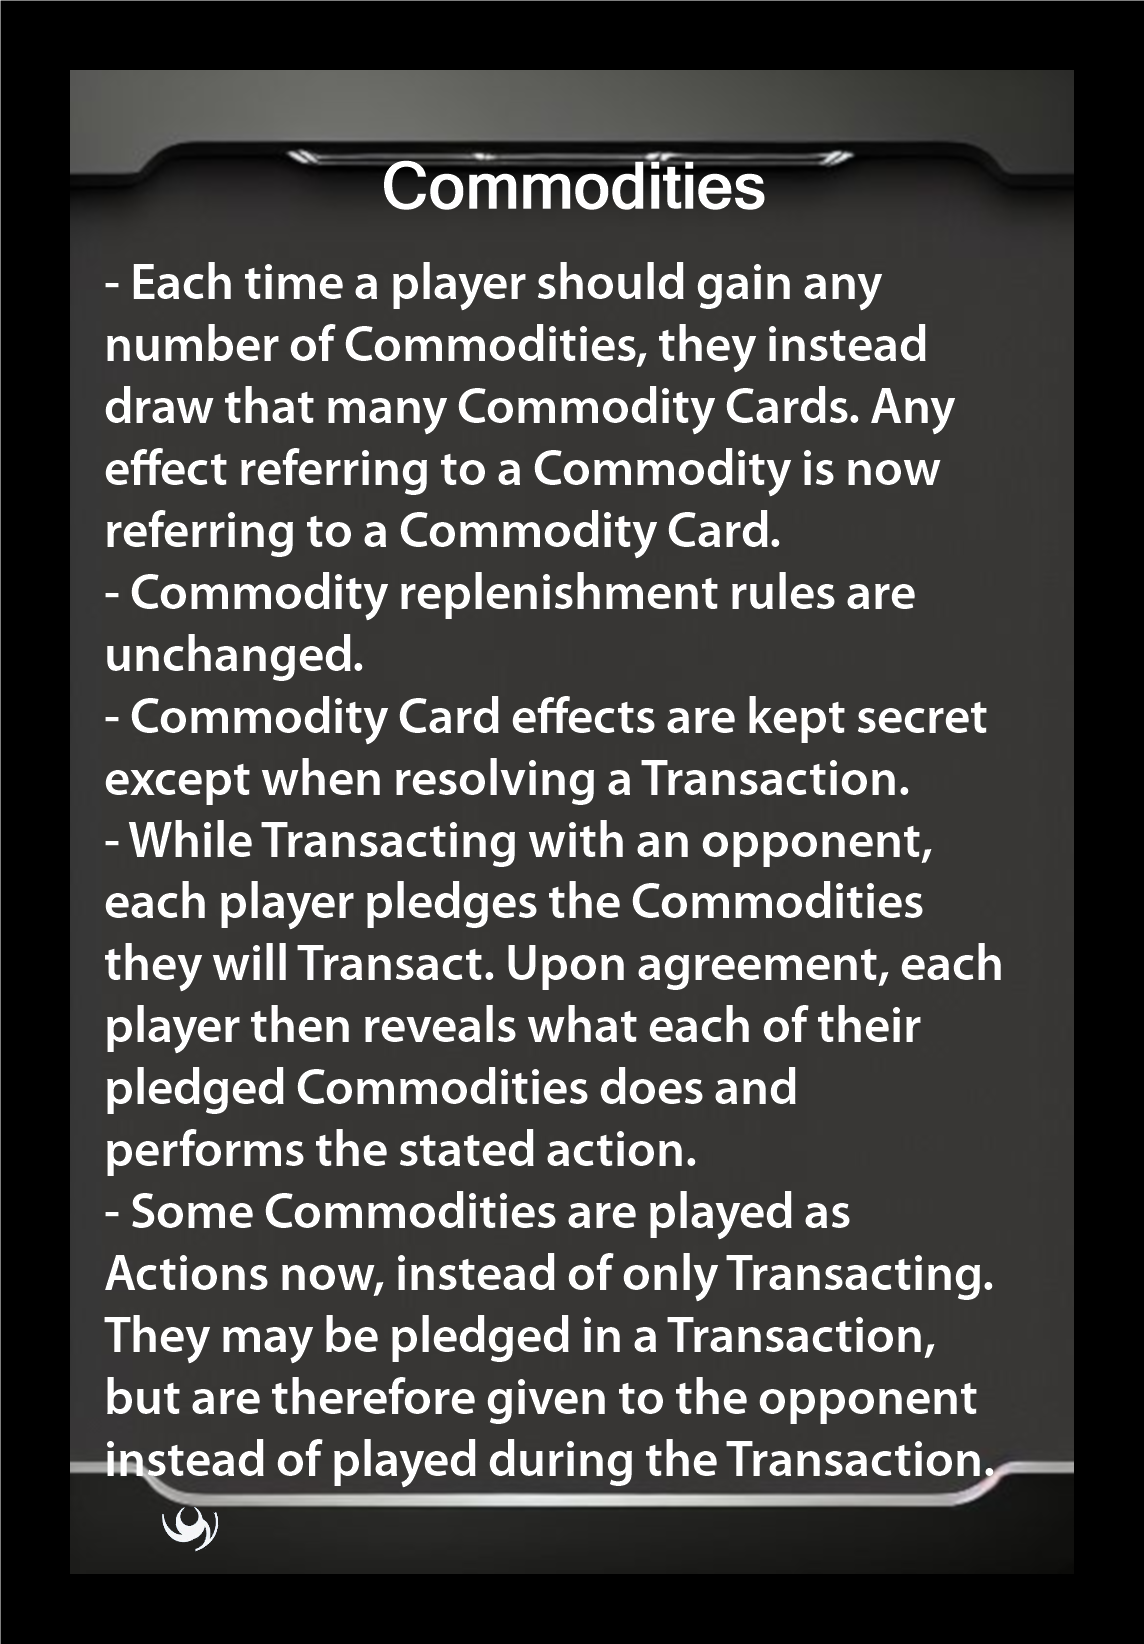 Commodities
- Each time a player should gain any
number of Commodities, they instead
draw that many Commodity Cards. Any
effect referring to a Commodity is now
referring to a Commodity Card.
- Commodity replenishment rules are
unchanged.
- Commodity Card effects are kept secret
except when resolving a Transaction.
- While Transacting with an opponent,
each player pledges the Commodities
they will Transact. Upon agreement, each
player then reveals what each of their
pledged Commodities does and
performs the stated action.
- Some Commodities are played as
Actions now, instead of only Transacting.
They may be pledged in a Transaction,
but are therefore given to the opponent
instead of played during the Transaction.